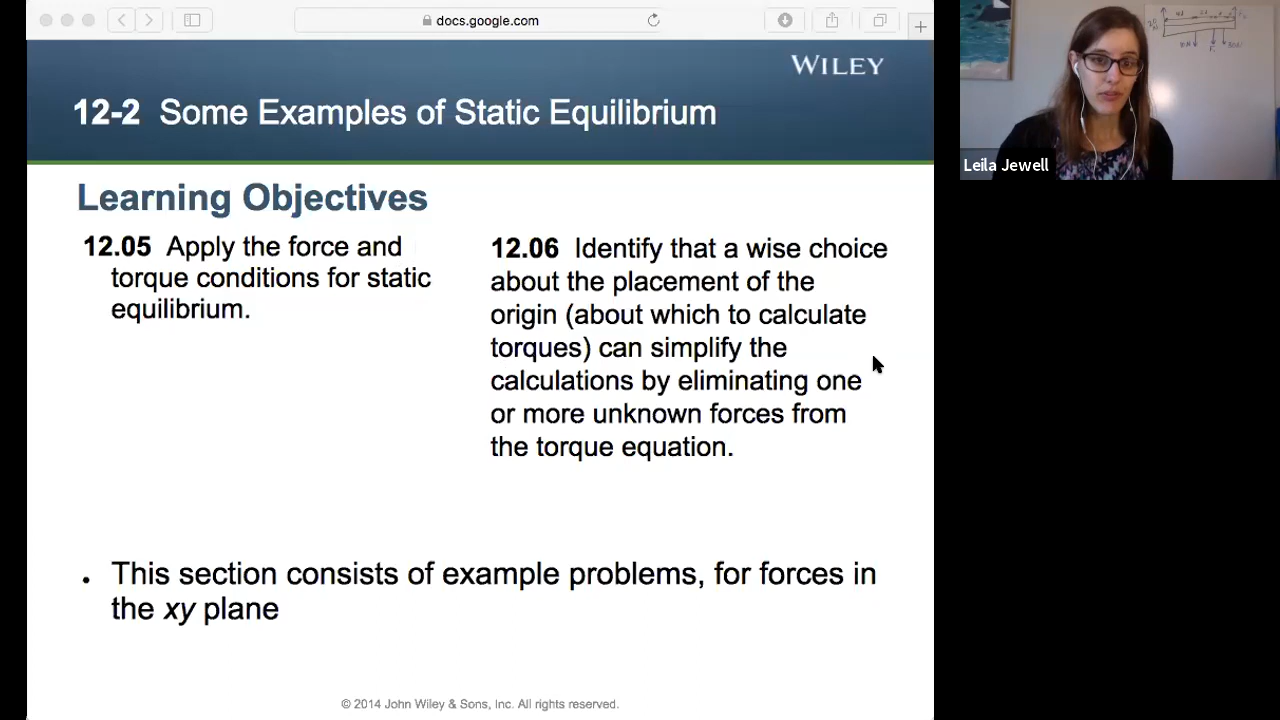 docs.google.com
WILEY
12-2 Some Examples of Static Equilibrium
Learning Objectives
12.05 Apply the force and
torque conditions for static
equilibrium.
12.06 Identify that a wise choice
about the placement of the
origin (about which to calculate
torques) can simplify the
calculations by eliminating one
or more unknown forces from
the torque equation.
• This section consists of example problems, for forces in
the xy plane
© 2014 John Wiley & Sons, Inc. All rights reserved.
Leila Jewell